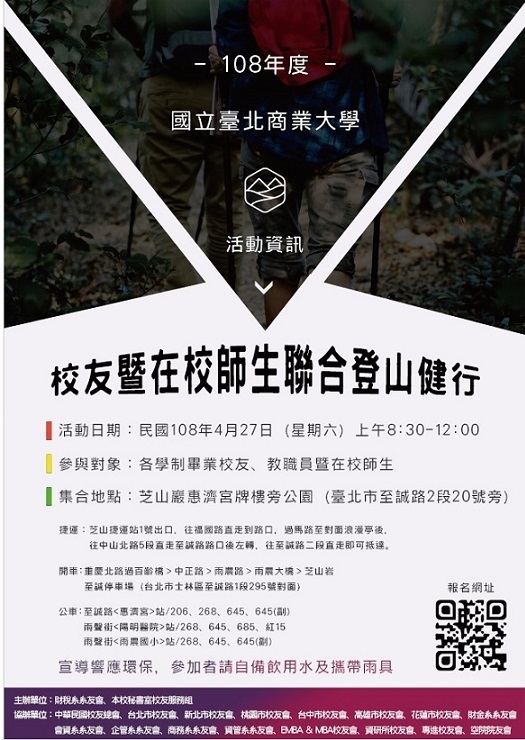 - 108年度 -
國立臺北商業大學
活動資訊
校友暨在校師生聯合登山健行
活動日期：民國108年4月27日（星期六）上午8:30-12:00
參與對象：各學制畢業校友、教職員暨在校師生
集合地點：芝山巖惠濟宮牌樓旁公園（臺北市至誠路2段20號旁）
捷運：芝山捷運站1號出口，往福國路直走到路口，過馬路至對面浪漫亭後，
往中山北路5段直走至誠路路口後左轉，往至誠路二段直走即可抵達。
開車：重慶北路過百齡橋＞中正路＞雨農路＞雨農大橋＞芝山岩
至誠停車場（台北市士林區至誠路1段295號對面）
報名網址
公車：至誠路<惠濟宮>站/206、268、645、645(副)
雨聲街<陽明醫院>站/268、645、685、紅15
雨聲街<雨農國小>站/268、645、645(副)
宣導響應環保，參加者請自備飲用水及攜帶雨具
主辦單位：財稅系系友會、本校秘書室校友服務組
協辦單位：中華民國校友總會、台北市校友會、新北市校友會、桃園市校友會、台中市校友會、高雄市校友會、花蓮市校友會、財金系系友會
會資系系友會、企管系系友會、商務系系友會、資管系系友會、EMBA & MBA校友會、資研所校友會、專進校友會、空院院友會